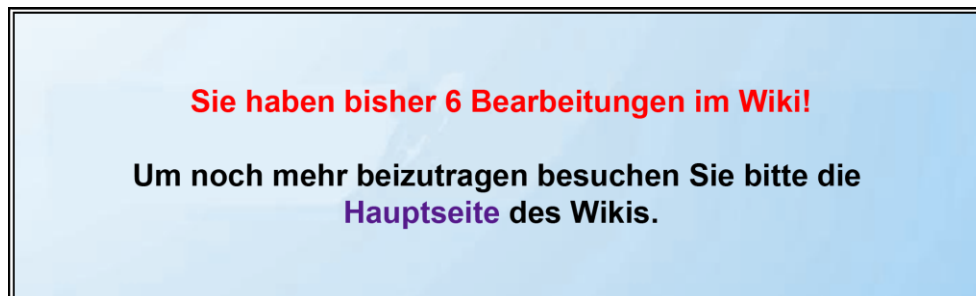 Sie haben bisher 6 Bearbeitungen im Wiki!
Um noch mehr beizutragen besuchen Sie bitte die
Hauptseite des Wikis.